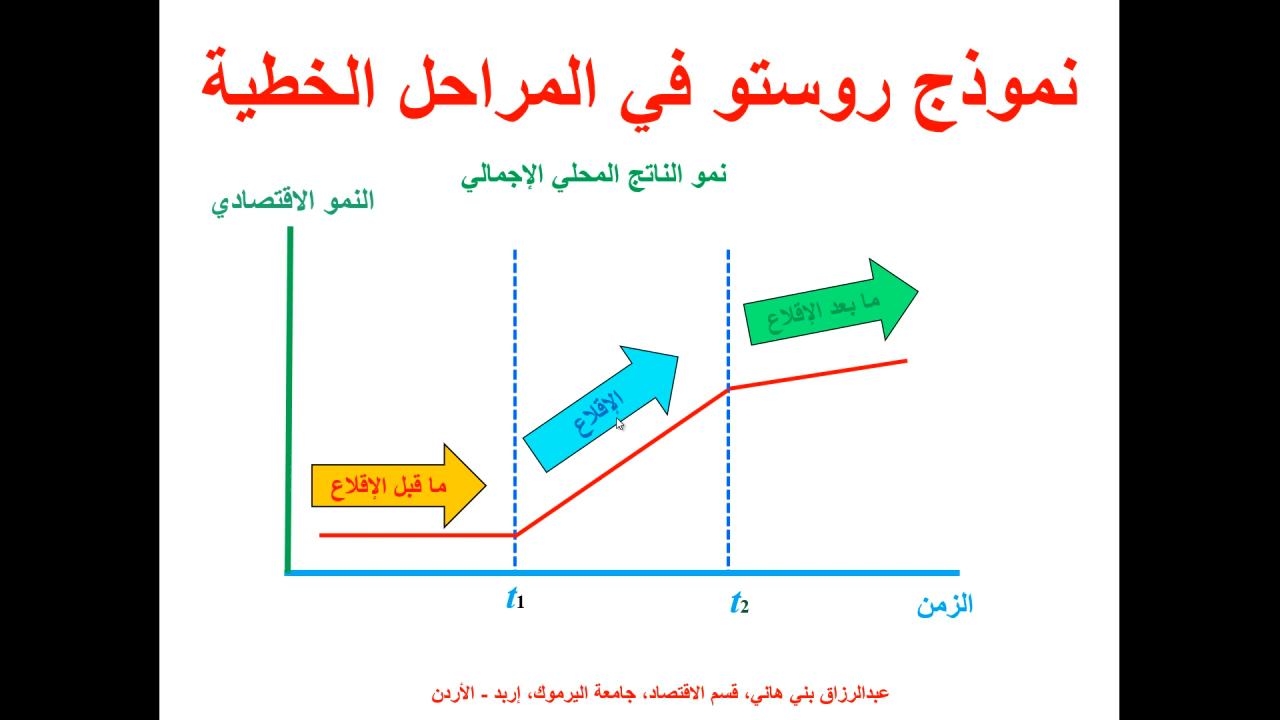 نموذج روستو في المراحل الخطية
نمو الناتج المحلي الإجمالي
النمو الاقتصادي
ما بعد الإقلاع
الإقلاع
ما قبل الإقلاع
t1
t2
الزمن
عبدالرزاق بني هاني، قسم الاقتصاد، جامعة اليرموك، إربد - الأردن